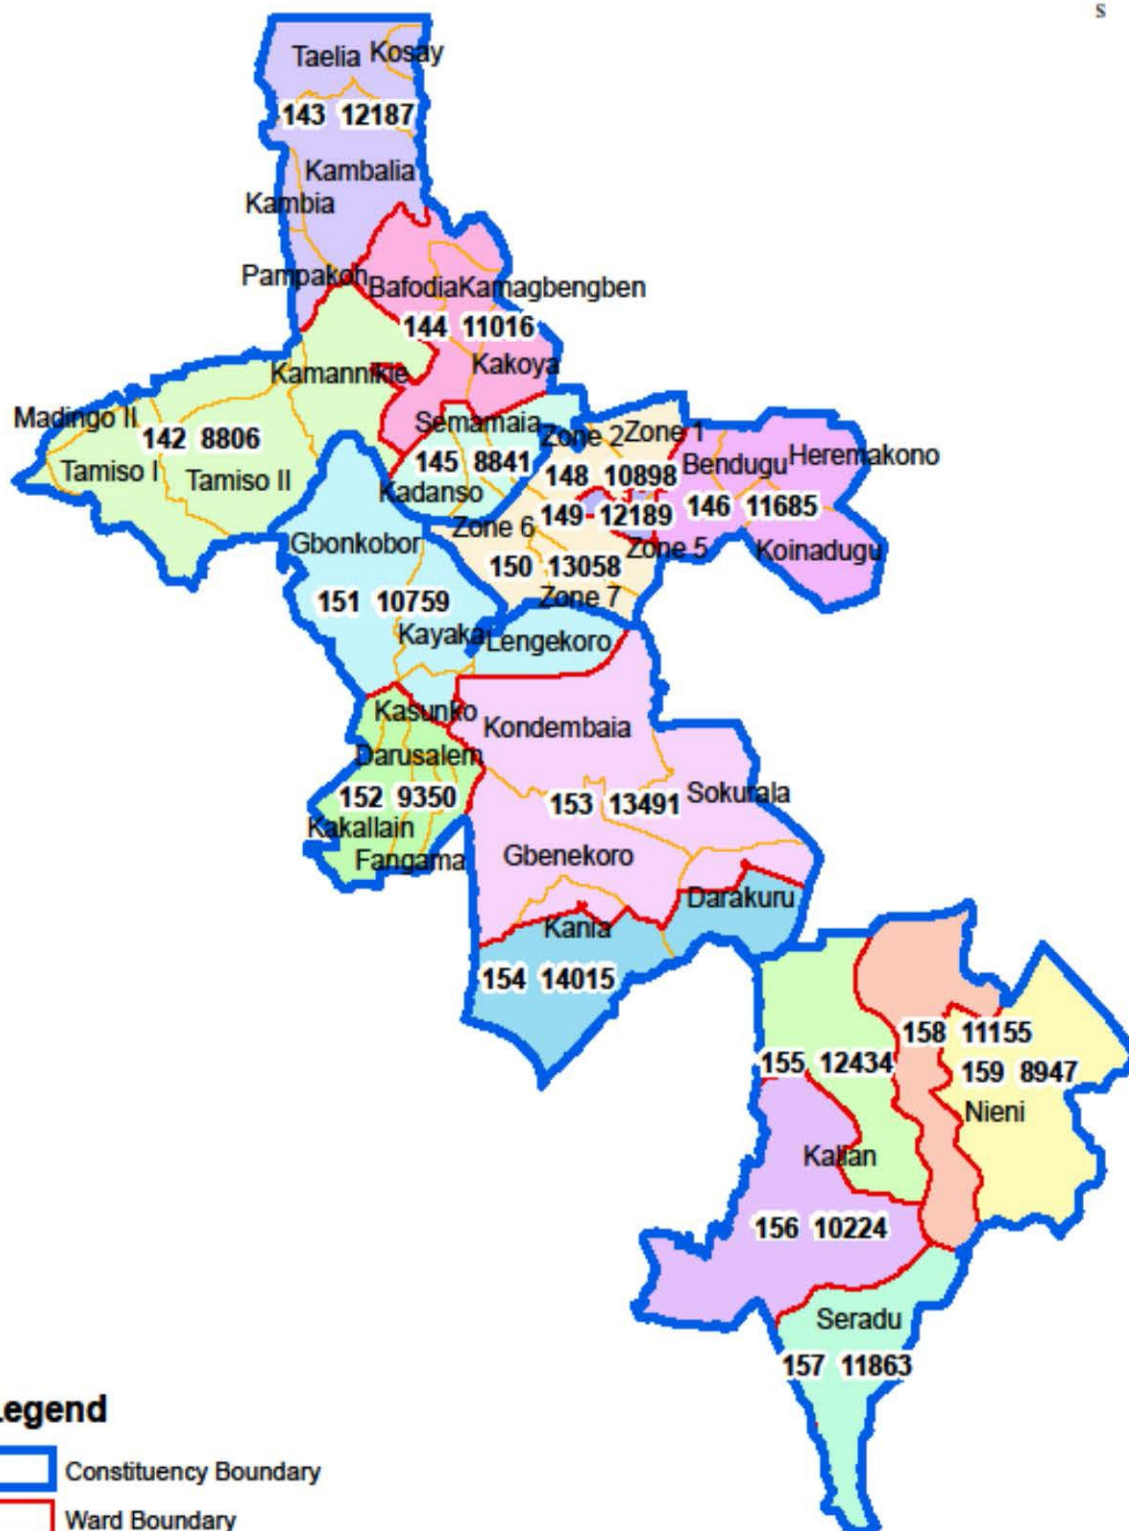 s
Taelia Kosay
143 12187
Kambalia
Kambia
Pampakon
Bafodia Kamagbengben
144 11016
Kakoya
Kamannikie
Madingo II
142 8806
Tamiso I
Tamiso II
Semamaia
145 8841
Kadanso
Zone 2 Zone 1
148 10898
Bendugu Heremakono
149 12189
146 11685
Zone 6
Zone 5
Koinadugu
150 13058
Zone 7
Gbonkobor
151 10759
Kayaka
Lengekoro
Kasunko
Kondembaia
Darusalem
152 9350
153 13491
Sokurala
Kakallain
Fangama
Gbenekoro
Darakuru
Kania
154 14015
158 11155
155 12434
159 8947
Nieni
Kalian
156 10224
Seradu
157 11863
Legend
Constituency Boundary
Ward Boundary